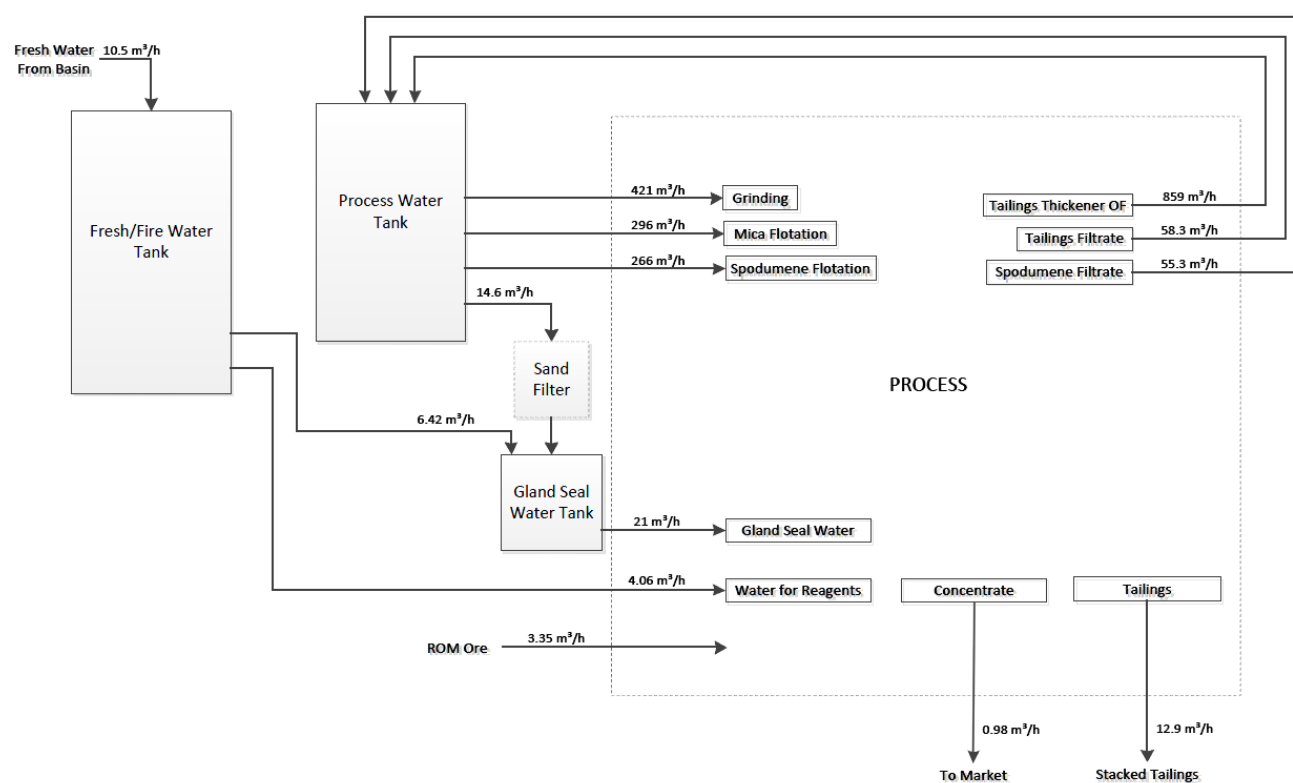 Fresh Water
From Basin
10.5 m³/h
Fresh/Fire Water
Tank
Process Water
Tank
421 m³/h
Grinding
296 m³/h
Mica Flotation
266 m³/h
Spodumene Flotation
14.6 m³/h
Tailings Thickener OF
859 m³/h
Tailings Filtrate
58.3 m³/h
Spodumene Filtrate
55.3 m³/h
Sand
Filter
PROCESS
6.42 m³/h
Gland Seal
Water Tank
21 m³/h
Gland Seal Water
4.06 m³/h
Water for Reagents
Concentrate
Tailings
ROM Ore
3.35 m³/h
0.98 m³/h
12.9 m³/h
To Market
Stacked Tailings